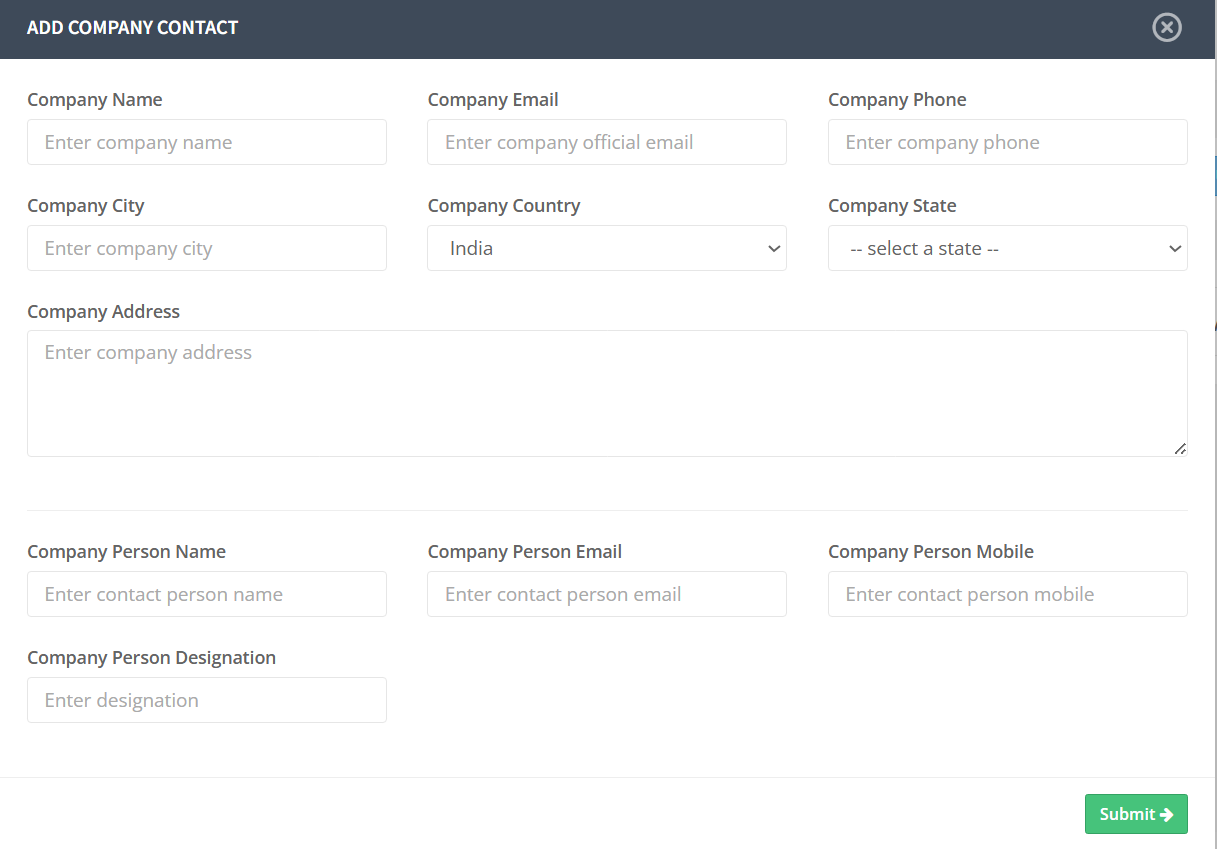 ADD COMPANY CONTACT
Company Name
Company Email
Company Phone
Enter company name
Enter company official email
Enter company phone
Company City
Company Country
Company State
Enter company city
India
-- select a state --
Company Address
Enter company address
Company Person Name
Company Person Email
Company Person Mobile
Enter contact person name
Enter contact person email
Enter contact person mobile
Company Person Designation
Enter designation
Submit